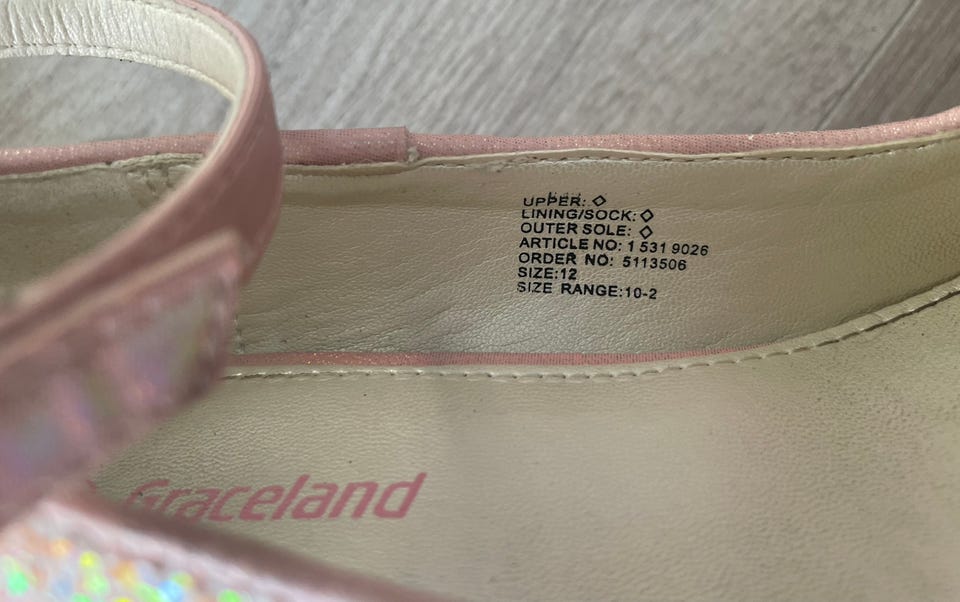 UPPER: ◇
LINING/SOCK: ◇
OUTER SOLE: ◇
ARTICLE NO: 1 531 9026
ORDER NO: 5113506
SIZE:12
SIZE RANGE:10-2
Graceland